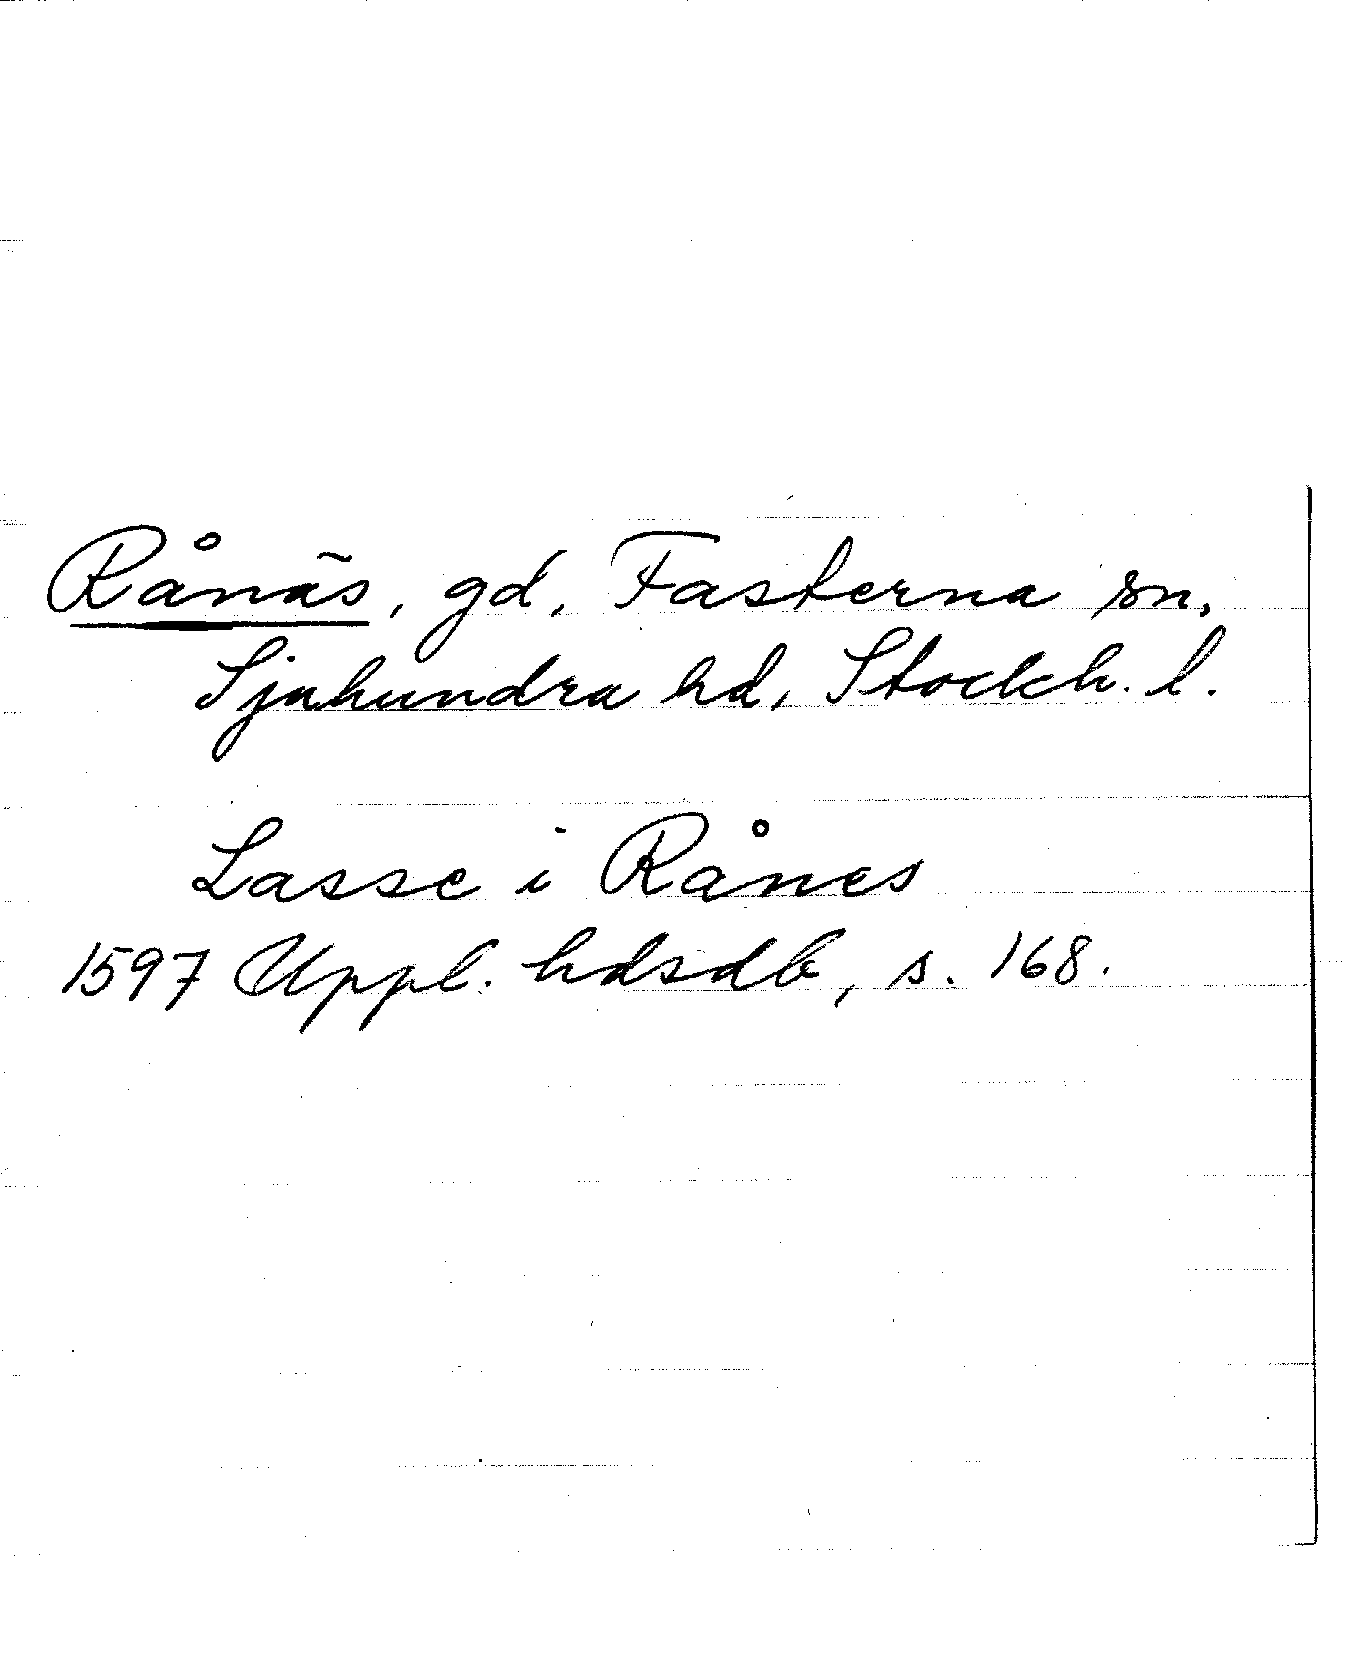 Rånäs, gd, Fasterna sn,
Sjuhundra hd, Stockh. l.
Lasse i Rånes
1597 Uppl. hdsdb, s. 168.